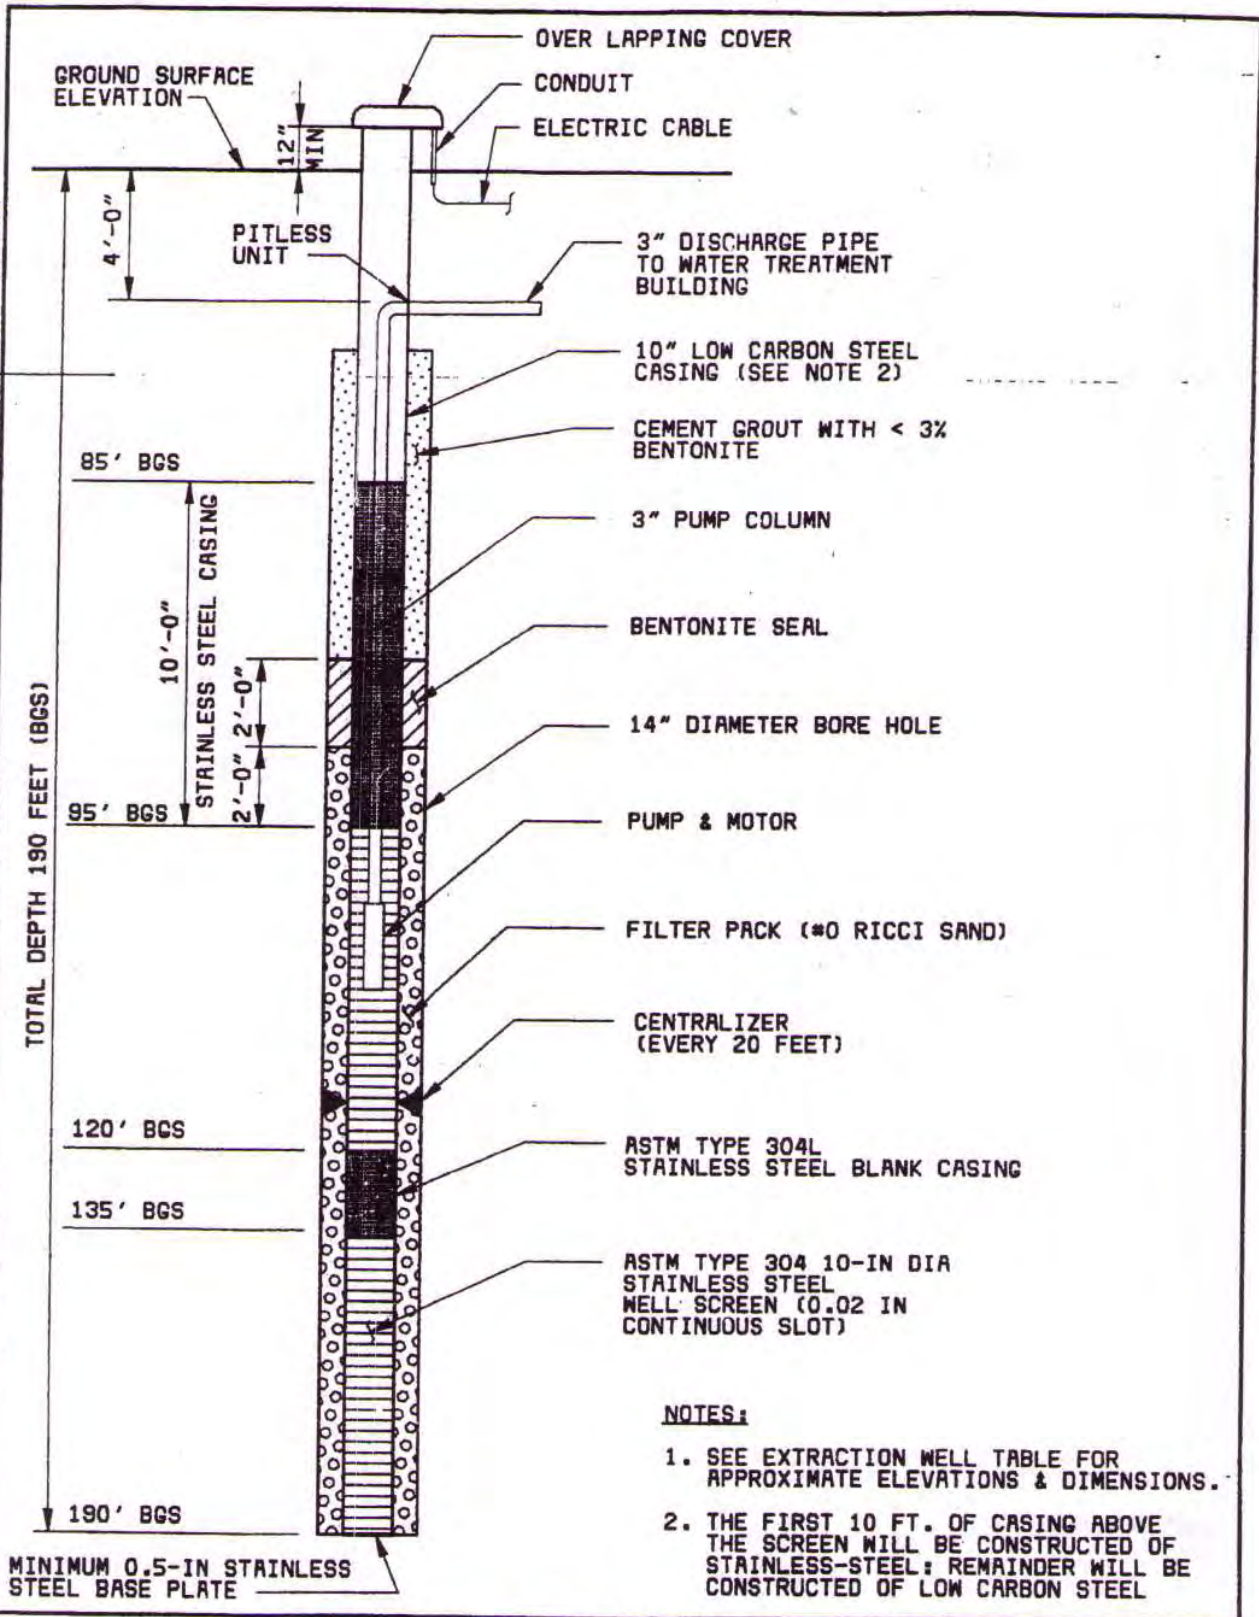 OVER LAPPING COVER
GROUND SURFACE
ELEVATION
CONDUIT
12"
MIN
ELECTRIC CABLE
4'-0"
PITLESS
UNIT
3" DISCHARGE PIPE
TO WATER TREATMENT
BUILDING
10" LOW CARBON STEEL
CASING (SEE NOTE 2)
CEMENT GROUT WITH < 3%
BENTONITE
85' BGS
3" PUMP COLUMN
10'-0"
STAINLESS STEEL CASING
BENTONITE SEAL
2'-0"
14" DIAMETER BORE HOLE
2'-0"
95' BGS
PUMP & MOTOR
TOTAL DEPTH 190 FEET (BGS)
FILTER PACK (#0 RICCI SAND)
CENTRALIZER
(EVERY 20 FEET)
120' BGS
ASTM TYPE 304L
STAINLESS STEEL BLANK CASING
135' BGS
ASTM TYPE 304 10-IN DIA
STAINLESS STEEL
WELL SCREEN (0.02 IN
CONTINUOUS SLOT)
190' BGS
MINIMUM 0.5-IN STAINLESS
STEEL BASE PLATE
NOTES:
1. SEE EXTRACTION WELL TABLE FOR
APPROXIMATE ELEVATIONS & DIMENSIONS.
2. THE FIRST 10 FT. OF CASING ABOVE
THE SCREEN WILL BE CONSTRUCTED OF
STAINLESS-STEEL; REMAINDER WILL BE
CONSTRUCTED OF LOW CARBON STEEL